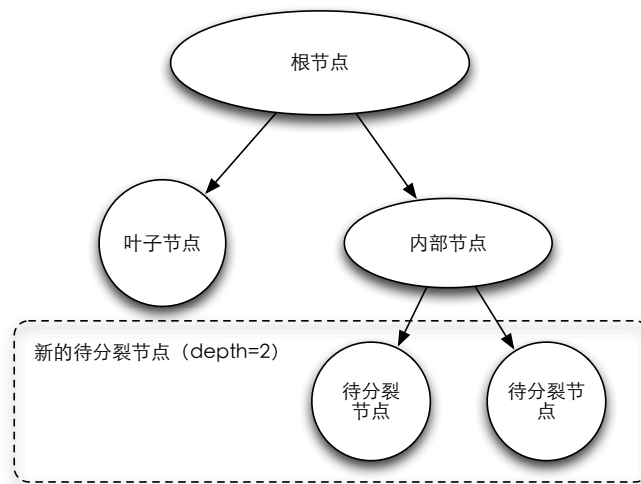 根节点
叶子节点
内部节点
新的待分裂节点（depth=2）
待分裂
节点
待分裂节
点